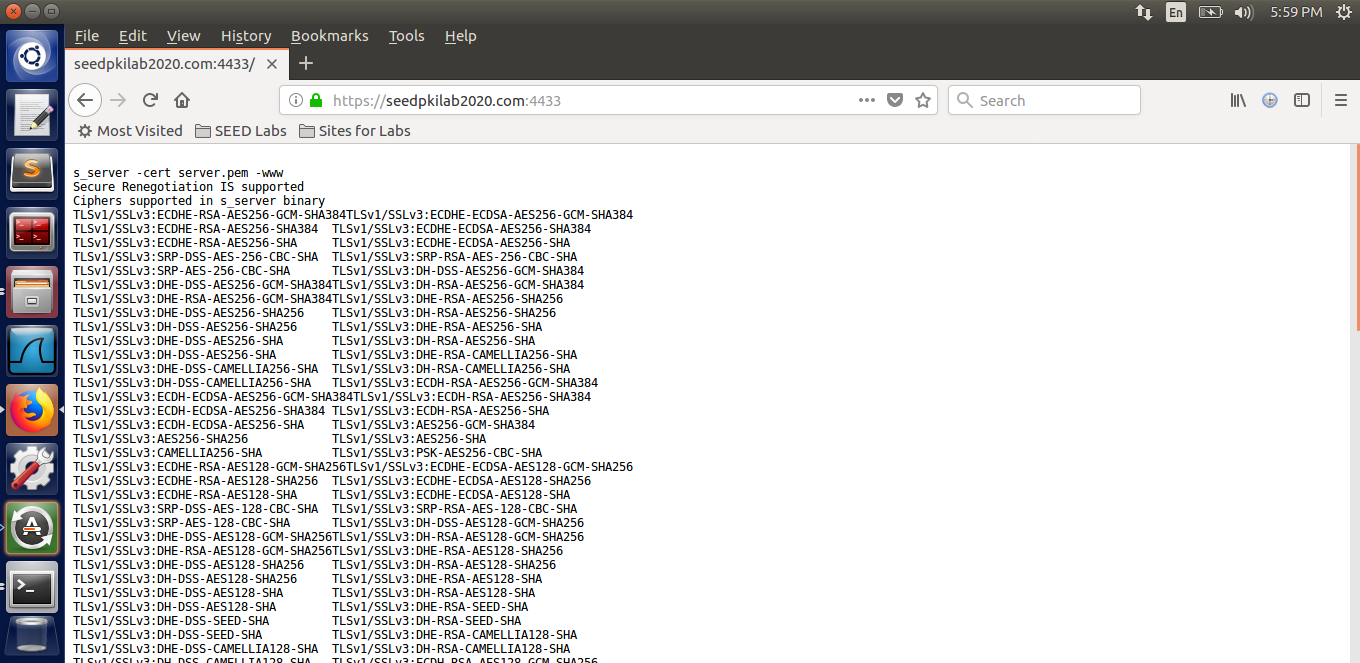 En 5:59 PM
File Edit View History Bookmarks Tools Help
seedpkilab2020.com:4433/
https://seedpkilab2020.com:4433 Search
Most Visited SEED Labs Sites for Labs
s_server -cert server.pem -www
Secure Renegotiation IS supported
Ciphers supported in s_server binary
TLSv1/SSLv3:ECDHE-RSA-AES256-GCM-SHA384TLSv1/SSLv3:ECDHE-ECDSA-AES256-GCM-SHA384
TLSv1/SSLv3:ECDHE-RSA-AES256-SHA384 TLSv1/SSLv3:ECDHE-ECDSA-AES256-SHA384
TLSv1/SSLv3:ECDHE-RSA-AES256-SHA TLSv1/SSLv3:ECDHE-ECDSA-AES256-SHA
TLSv1/SSLv3:SRP-DSS-AES-256-CBC-SHA TLSv1/SSLv3:SRP-RSA-AES-256-CBC-SHA
TLSv1/SSLv3:SRP-AES-256-CBC-SHA TLSv1/SSLv3:DH-DSS-AES256-GCM-SHA384
TLSv1/SSLv3:DHE-DSS-AES256-GCM-SHA384TLSv1/SSLv3:DH-RSA-AES256-GCM-SHA384
TLSv1/SSLv3:DHE-RSA-AES256-GCM-SHA384TLSv1/SSLv3:DHE-RSA-AES256-SHA256
TLSv1/SSLv3:DHE-DSS-AES256-SHA256 TLSv1/SSLv3:DH-RSA-AES256-SHA256
TLSv1/SSLv3:DH-DSS-AES256-SHA256 TLSv1/SSLv3:DHE-RSA-AES256-SHA
TLSv1/SSLv3:DHE-DSS-AES256-SHA TLSv1/SSLv3:DH-RSA-AES256-SHA
TLSv1/SSLv3:DH-DSS-AES256-SHA TLSv1/SSLv3:DHE-RSA-CAMELLIA256-SHA
TLSv1/SSLv3:DHE-DSS-CAMELLIA256-SHA TLSv1/SSLv3:DH-RSA-CAMELLIA256-SHA
TLSv1/SSLv3:DH-DSS-CAMELLIA256-SHA TLSv1/SSLv3:ECDH-RSA-AES256-GCM-SHA384
TLSv1/SSLv3:ECDH-ECDSA-AES256-GCM-SHA384TLSv1/SSLv3:ECDH-RSA-AES256-SHA384
TLSv1/SSLv3:ECDH-ECDSA-AES256-SHA384 TLSv1/SSLv3:ECDH-RSA-AES256-SHA
TLSv1/SSLv3:ECDH-ECDSA-AES256-SHA TLSv1/SSLv3:AES256-GCM-SHA384
TLSv1/SSLv3:AES256-SHA256 TLSv1/SSLv3:AES256-SHA
TLSv1/SSLv3:CAMELLIA256-SHA TLSv1/SSLv3:PSK-AES256-CBC-SHA
TLSv1/SSLv3:ECDHE-RSA-AES128-GCM-SHA256TLSv1/SSLv3:ECDHE-ECDSA-AES128-GCM-SHA256
TLSv1/SSLv3:ECDHE-RSA-AES128-SHA256 TLSv1/SSLv3:ECDHE-ECDSA-AES128-SHA256
TLSv1/SSLv3:ECDHE-RSA-AES128-SHA TLSv1/SSLv3:ECDHE-ECDSA-AES128-SHA
TLSv1/SSLv3:SRP-DSS-AES-128-CBC-SHA TLSv1/SSLv3:SRP-RSA-AES-128-CBC-SHA
TLSv1/SSLv3:SRP-AES-128-CBC-SHA TLSv1/SSLv3:DH-DSS-AES128-GCM-SHA256
TLSv1/SSLv3:DHE-DSS-AES128-GCM-SHA256TLSv1/SSLv3:DH-RSA-AES128-GCM-SHA256
TLSv1/SSLv3:DHE-RSA-AES128-GCM-SHA256TLSv1/SSLv3:DHE-RSA-AES128-SHA256
TLSv1/SSLv3:DHE-DSS-AES128-SHA256 TLSv1/SSLv3:DH-RSA-AES128-SHA256
TLSv1/SSLv3:DH-DSS-AES128-SHA256 TLSv1/SSLv3:DHE-RSA-AES128-SHA
TLSv1/SSLv3:DHE-DSS-AES128-SHA TLSv1/SSLv3:DH-RSA-AES128-SHA
TLSv1/SSLv3:DH-DSS-AES128-SHA TLSv1/SSLv3:DHE-RSA-SEED-SHA
TLSv1/SSLv3:DHE-DSS-SEED-SHA TLSv1/SSLv3:DH-RSA-SEED-SHA
TLSv1/SSLv3:DH-DSS-SEED-SHA TLSv1/SSLv3:DHE-RSA-CAMELLIA128-SHA
TLSv1/SSLv3:DHE-DSS-CAMELLIA128-SHA TLSv1/SSLv3:DH-RSA-CAMELLIA128-SHA
TLSv1/SSLv3:DH-DSS-CAMELLIA128-SHA TLSv1/SSLv3:ECDH-RSA-AES128-GCM-SHA256